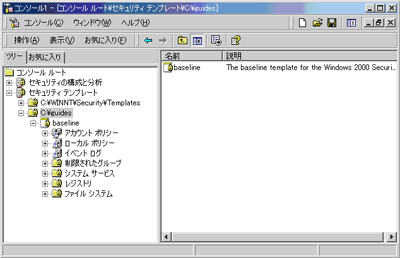 コンソール1 - [コンソール ルート¥セキュリティ テンプレート¥C:¥guides]
コンソール(C) ウィンドウ(W) ヘルプ(H)
操作(A) 表示(V) お気に入り(F)
ツリー お気に入り
コンソール ルート
セキュリティの構成と分析
セキュリティ テンプレート
C:¥WINNT¥Security¥Templates
C:¥guides
baseline
アカウント ポリシー
ローカル ポリシー
イベント ログ
制限されたグループ
システム サービス
レジストリ
ファイル システム
名前 説明
baseline The baseline template for the Windows 2000 Securi...